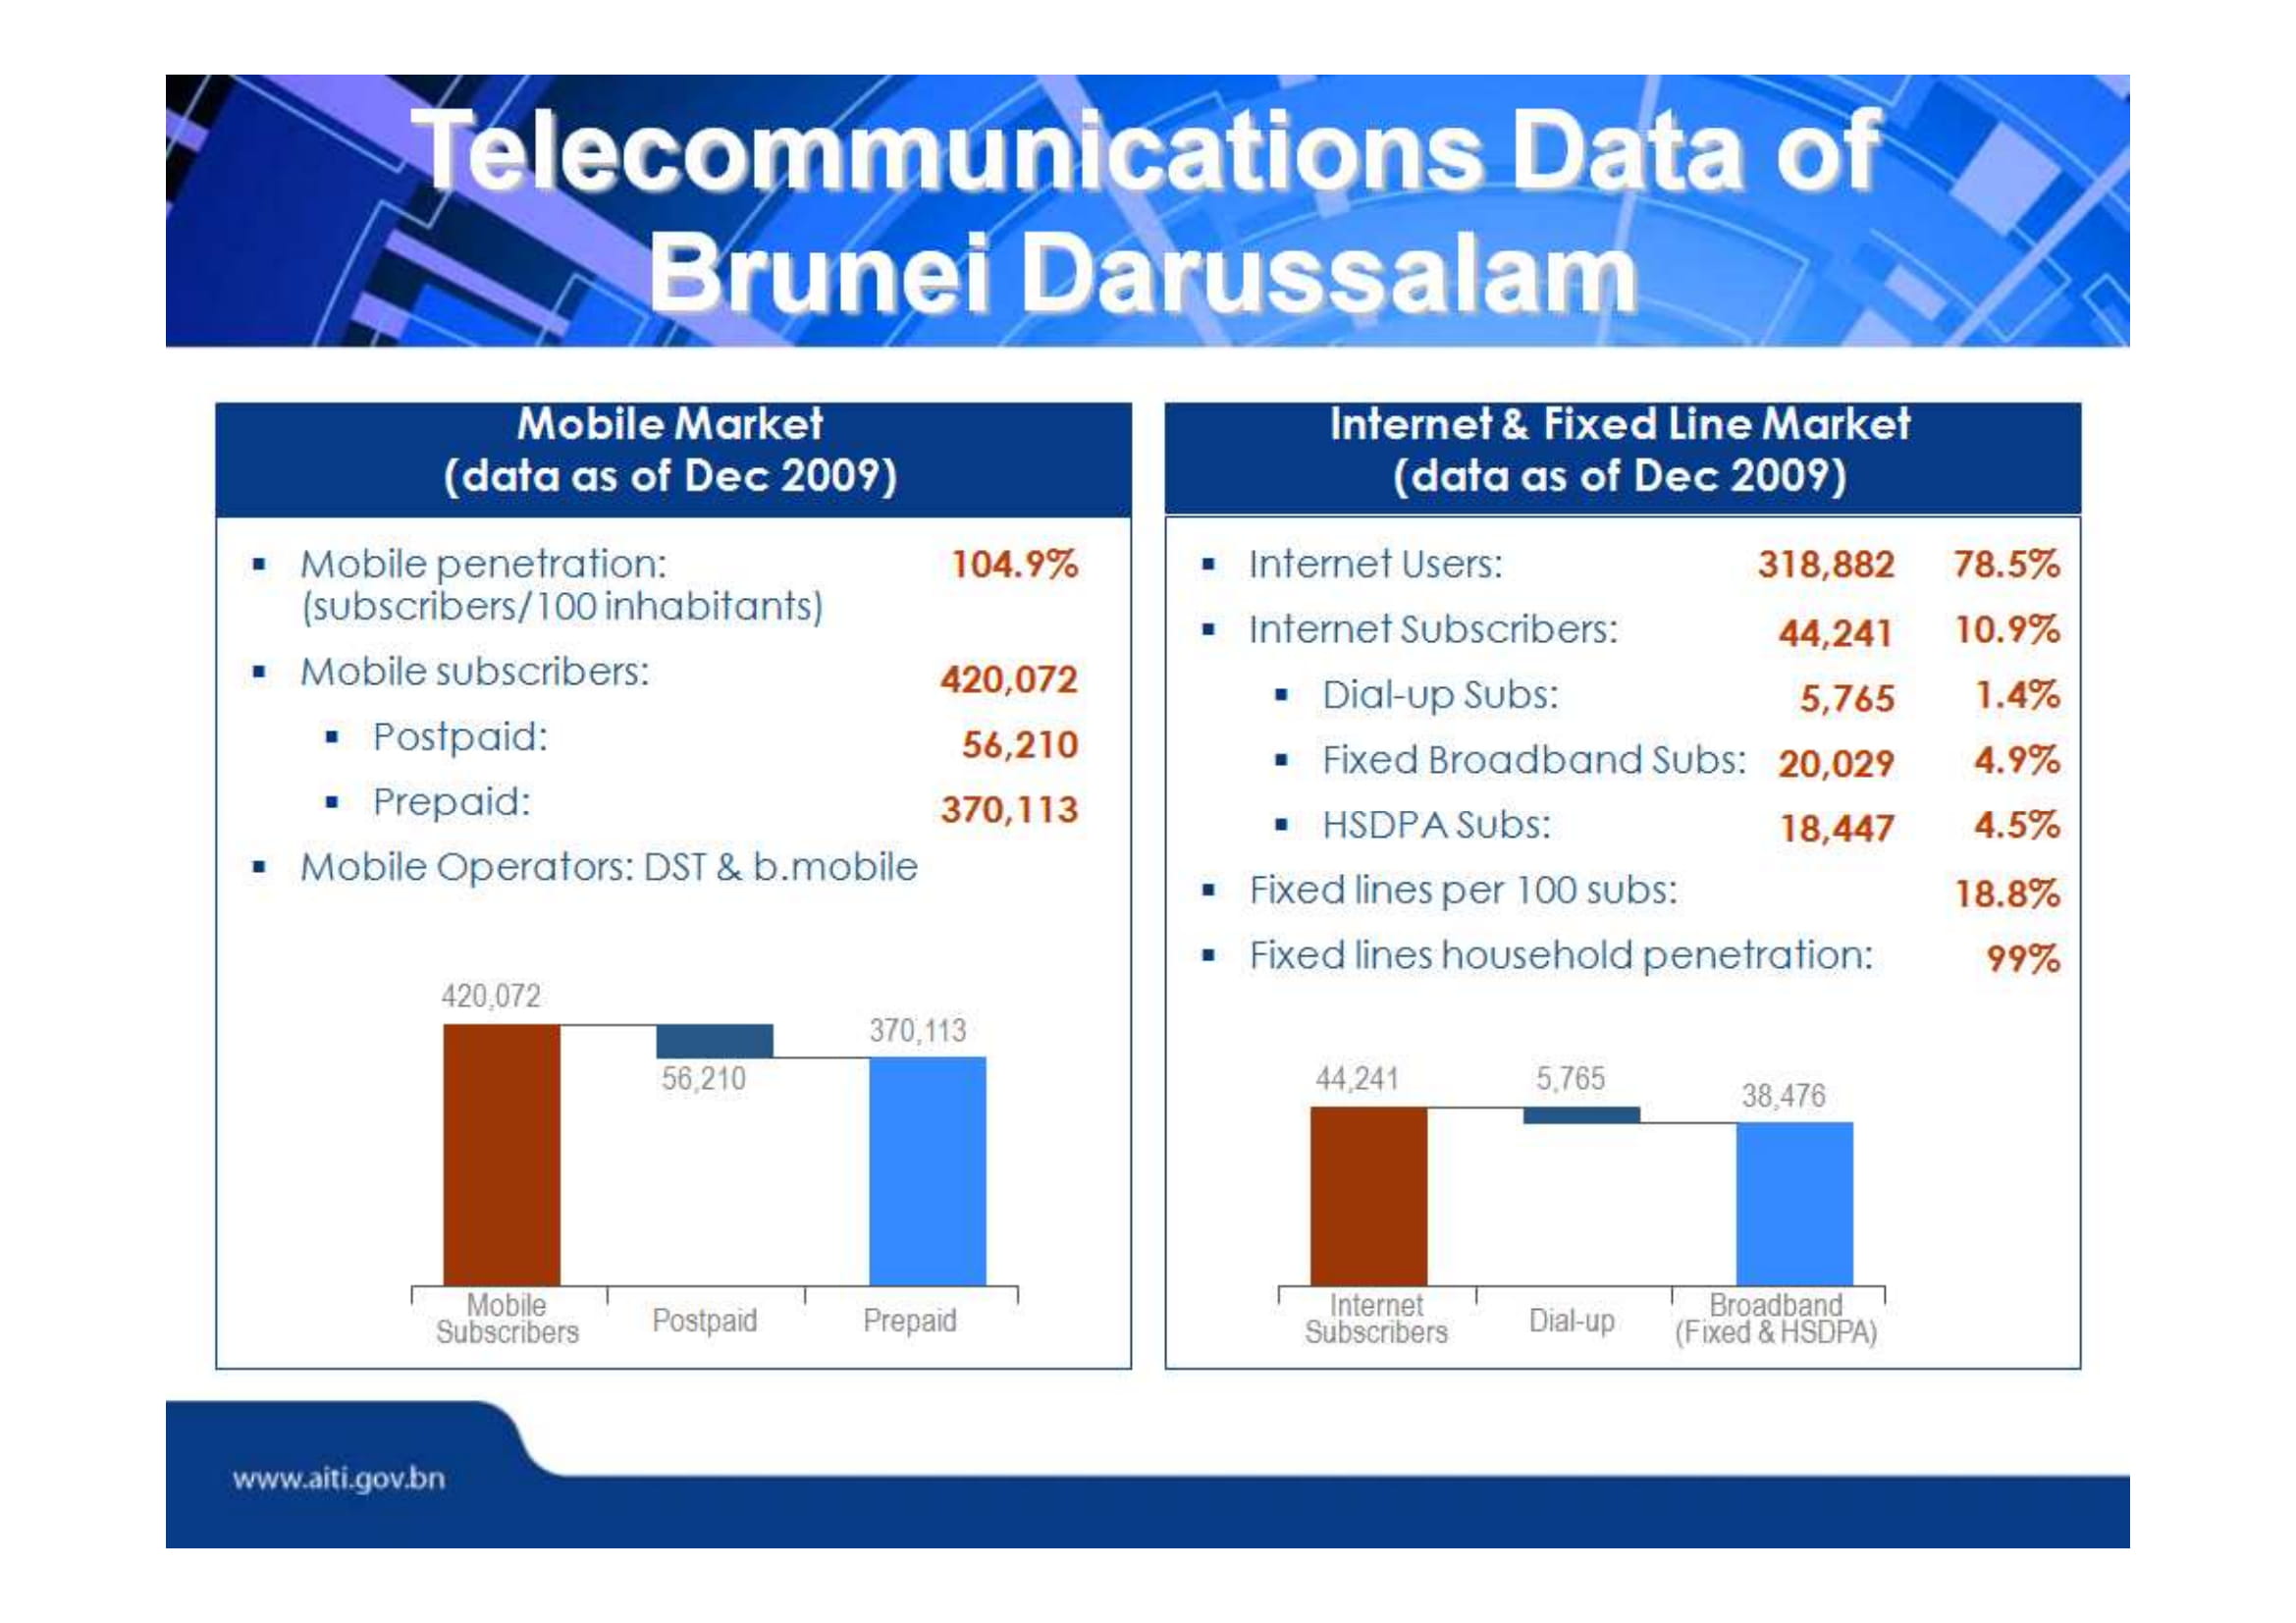 Telecommunications Data of
Brunei Darussalam
Mobile Market
(data as of Dec 2009)
▪ Mobile penetration: 104.9%
(subscribers/100 inhabitants)
▪ Mobile subscribers: 420,072
▪ Postpaid: 56,210
▪ Prepaid: 370,113
▪ Mobile Operators: DST & b.mobile
420,072
56,210
370,113
Mobile
Subscribers
Postpaid
Prepaid
Internet & Fixed Line Market
(data as of Dec 2009)
▪ Internet Users: 318,882 78.5%
▪ Internet Subscribers: 44,241 10.9%
▪ Dial-up Subs: 5,765 1.4%
▪ Fixed Broadband Subs: 20,029 4.9%
▪ HSDPA Subs: 18,447 4.5%
▪ Fixed lines per 100 subs: 18.8%
▪ Fixed lines household penetration: 99%
44,241
5,765
38,476
Internet
Subscribers
Dial-up
Broadband
(Fixed & HSDPA)
www.aiti.gov.bn